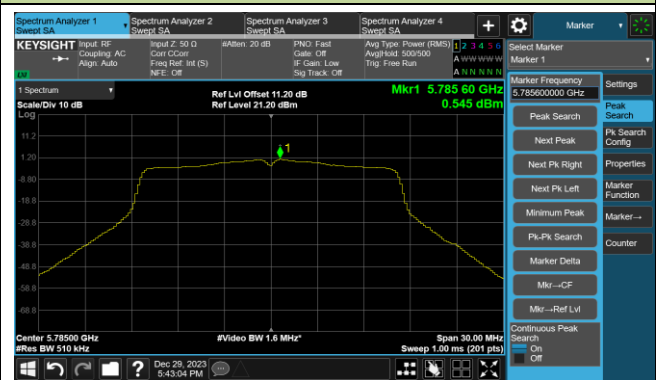 Spectrum Analyzer 1
Swept SA
Spectrum Analyzer 2
Swept SA
Spectrum Analyzer 3
Swept SA
Spectrum Analyzer 4
Swept SA
+
Marker
KEYSIGHT
Input: RF
Coupling: AC
Align: Auto
Input Z: 50 Ω
Corr CCorr
Freq Ref: Int (S)
NFE: Off
#Atten: 20 dB
PNO: Fast
Gate: Off
IF Gain: Low
Sig Track: Off
Avg Type: Power (RMS)
Avg|Hold: 500/500
Trig: Free Run
1 2 3 4 5 6
A W W W W W
A N N N N N
LXI
Select Marker
Marker 1
1 Spectrum
Scale/Div 10 dB
Log
Ref Lvl Offset 11.20 dB
Ref Level 21.20 dBm
Mkr1 5.785 60 GHz
0.545 dBm
1
11.2
1.20
-8.80
-18.8
-28.8
-38.8
-48.8
-58.8
-68.8
Center 5.78500 GHz
#Res BW 510 kHz
#Video BW 1.6 MHz*
Span 30.00 MHz
Sweep 1.00 ms (201 pts)
Marker Frequency
5.785600000 GHz
Peak Search
Next Peak
Next Pk Right
Next Pk Left
Minimum Peak
Pk-Pk Search
Marker Delta
Mkr→CF
Mkr→Ref Lvl
Continuous Peak
Search
On
Off
Settings
Peak
Search
Pk Search
Config
Properties
Marker
Function
Marker→
Counter
?
Dec 29, 2023
5:43:04 PM